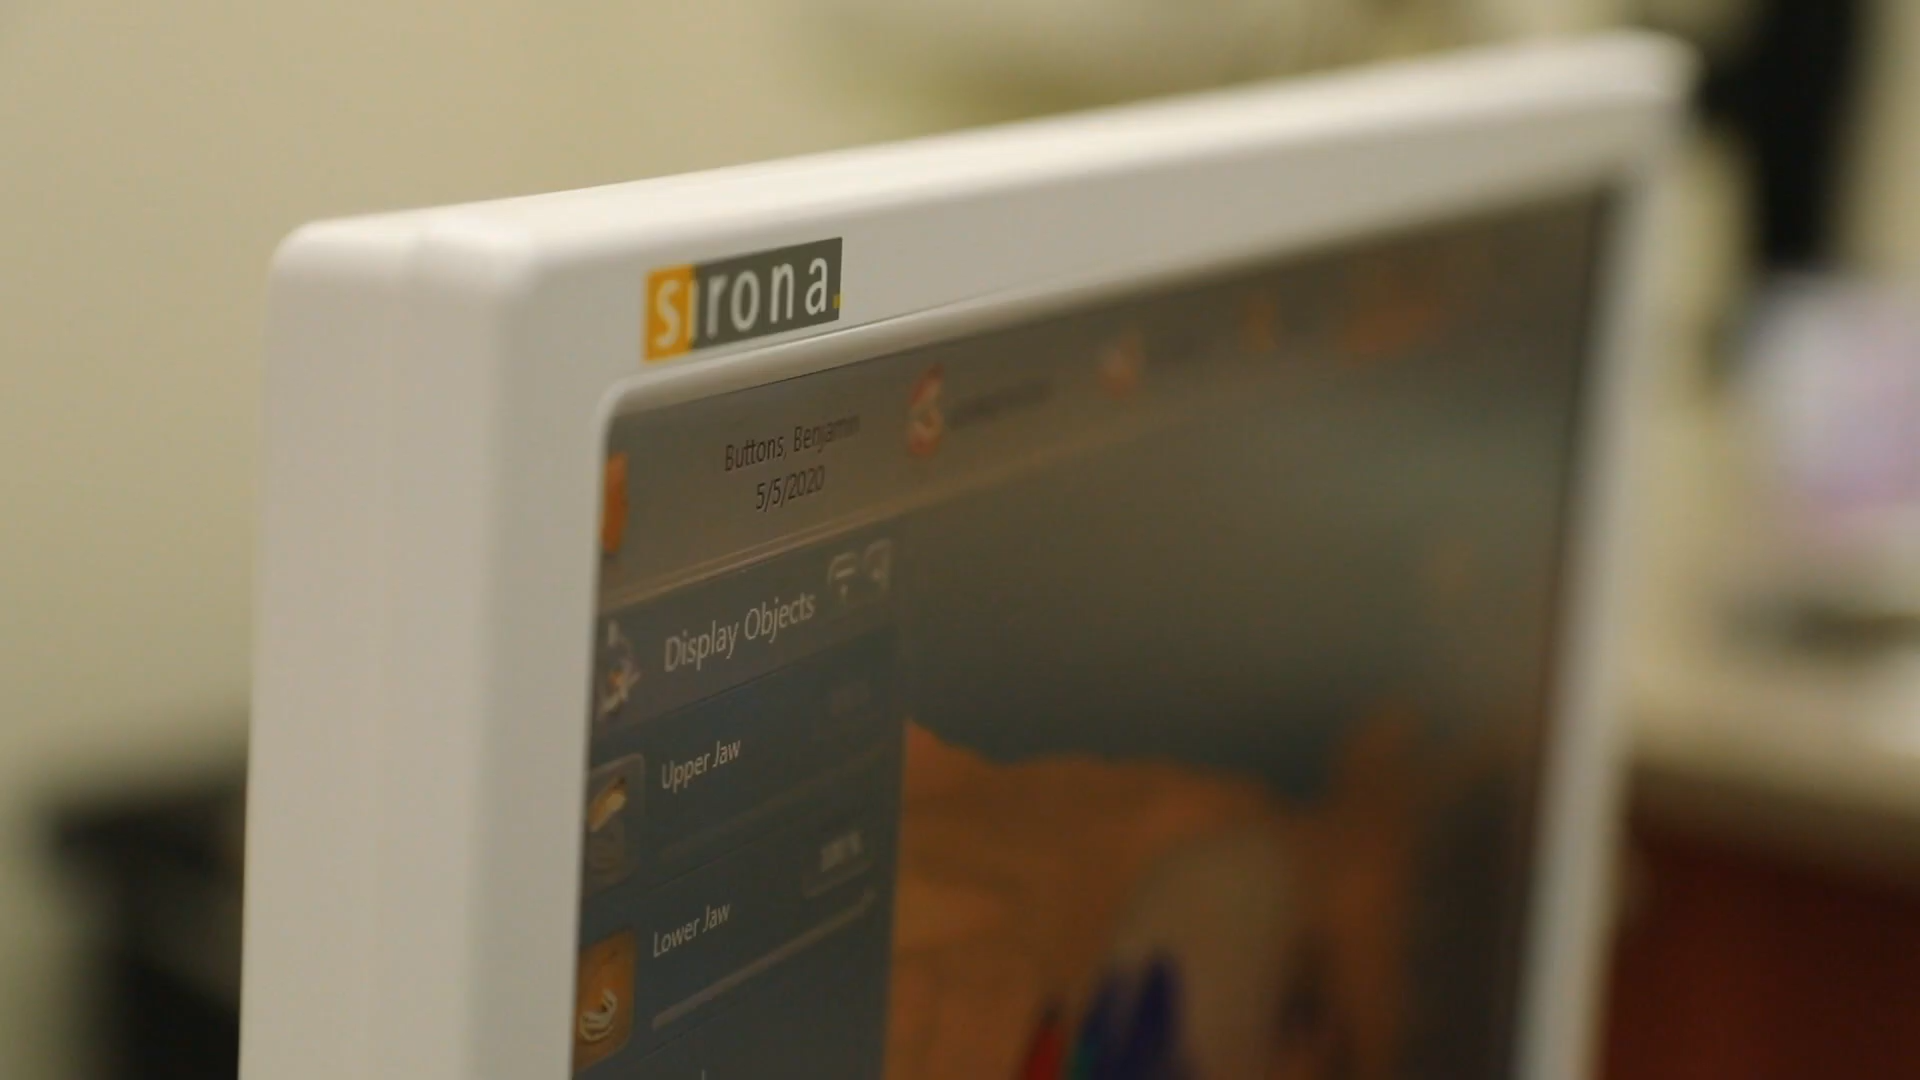 sirona.
Buttons, Benjamin
5/5/2020
Display Objects
Upper Jaw
Lower Jaw